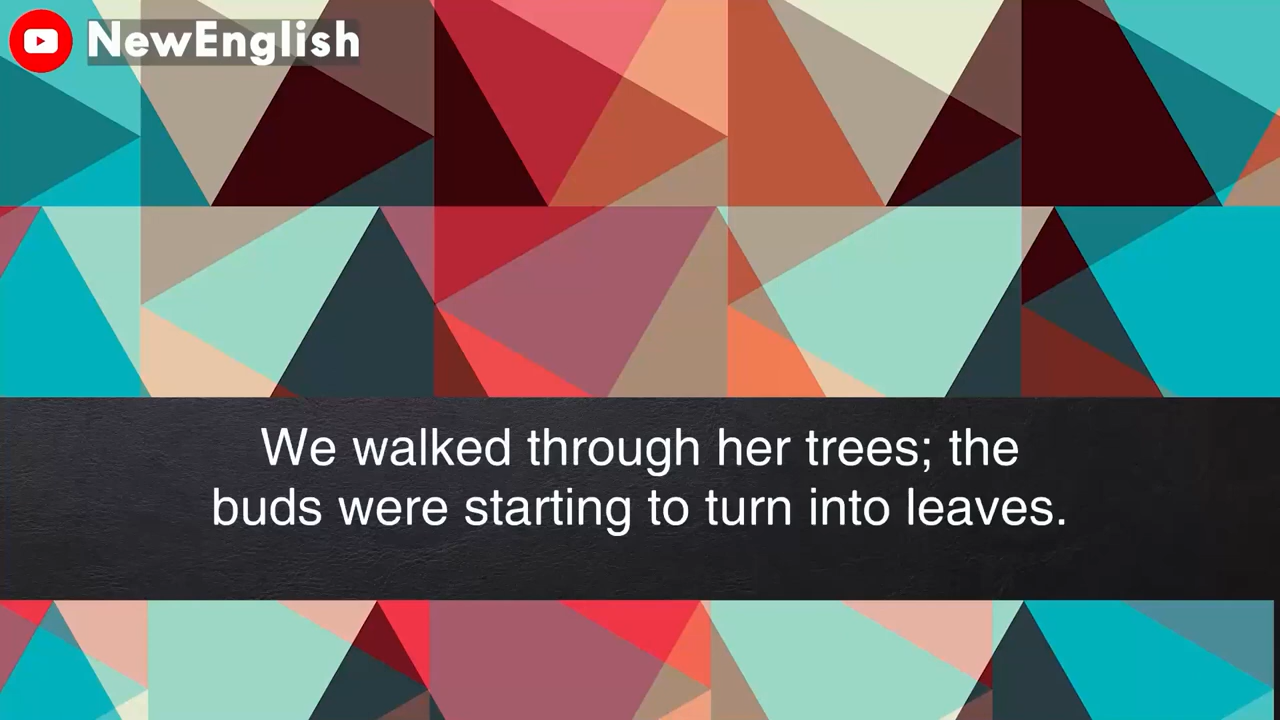 NewEnglish
We walked through her trees; the
buds were starting to turn into leaves.